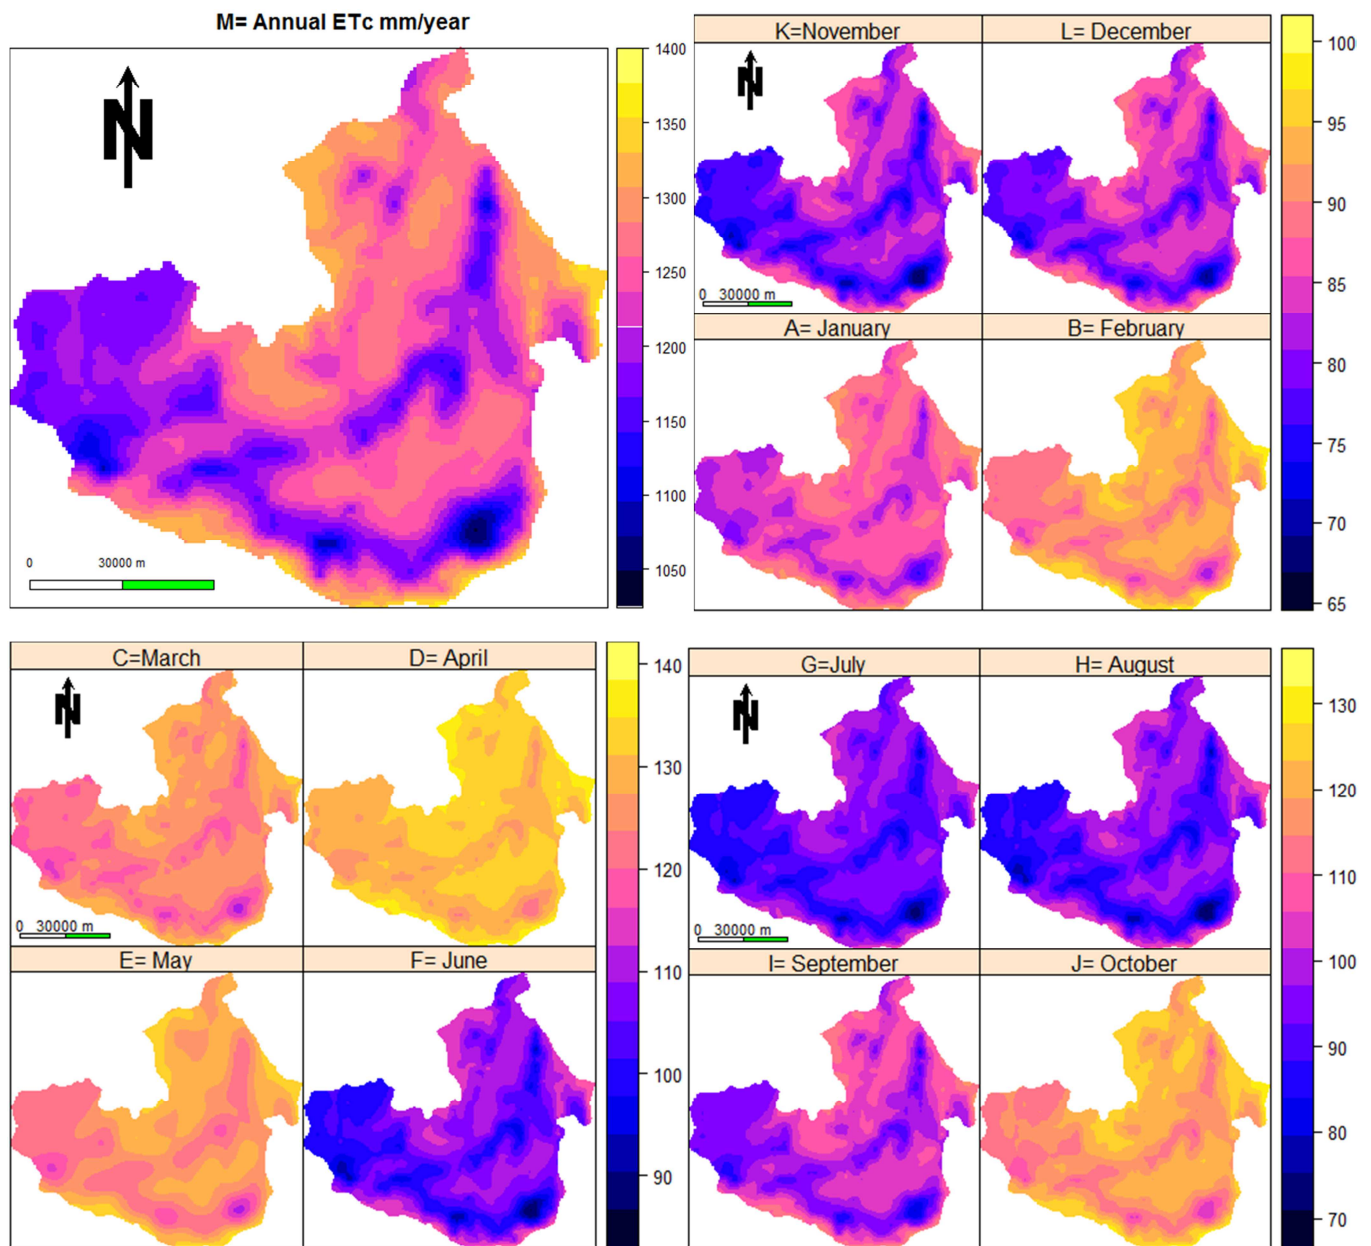 M= Annual ETc mm/year
N
0 30000 m
1400
1350
1300
1250
1200
1150
1100
1050
K=November
L= December
N
0 30000 m
A= January
B= February
100
95
90
85
80
75
70
65
C=March
D= April
N
0 30000 m
E= May
F= June
140
130
120
110
100
90
G=July
H= August
N
0 30000 m
I= September
J= October
130
120
110
100
90
80
70